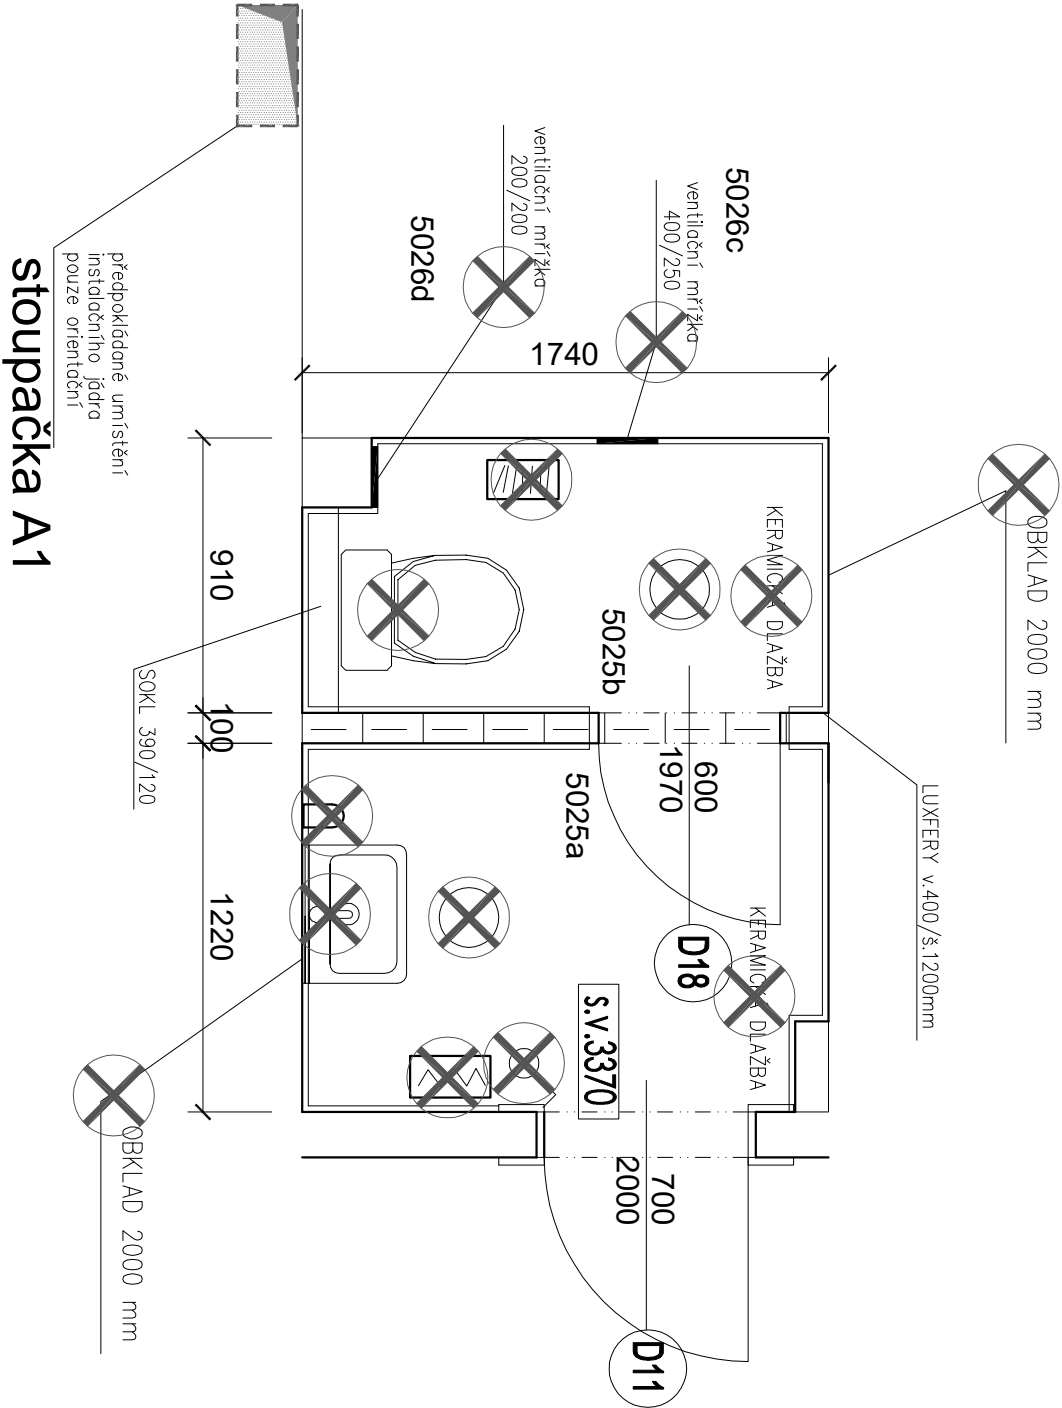 OBKLAD 2000 mm
LUXFERY v.400/š.1200mm
5026c
ventilační mřížka
400/250
KERAMICKÁ DLAŽBA
KERAMICKÁ DLAŽBA
ventilační mřížka
200/200
5026d
1740
5025b
600
1970
5025a
D18
s.v.3370
700
2000
D11
910
100
1220
SOKL 390/120
OBKLAD 2000 mm
předpokládané umístění
instalačního jádra
pouze orientační
stoupačka A1